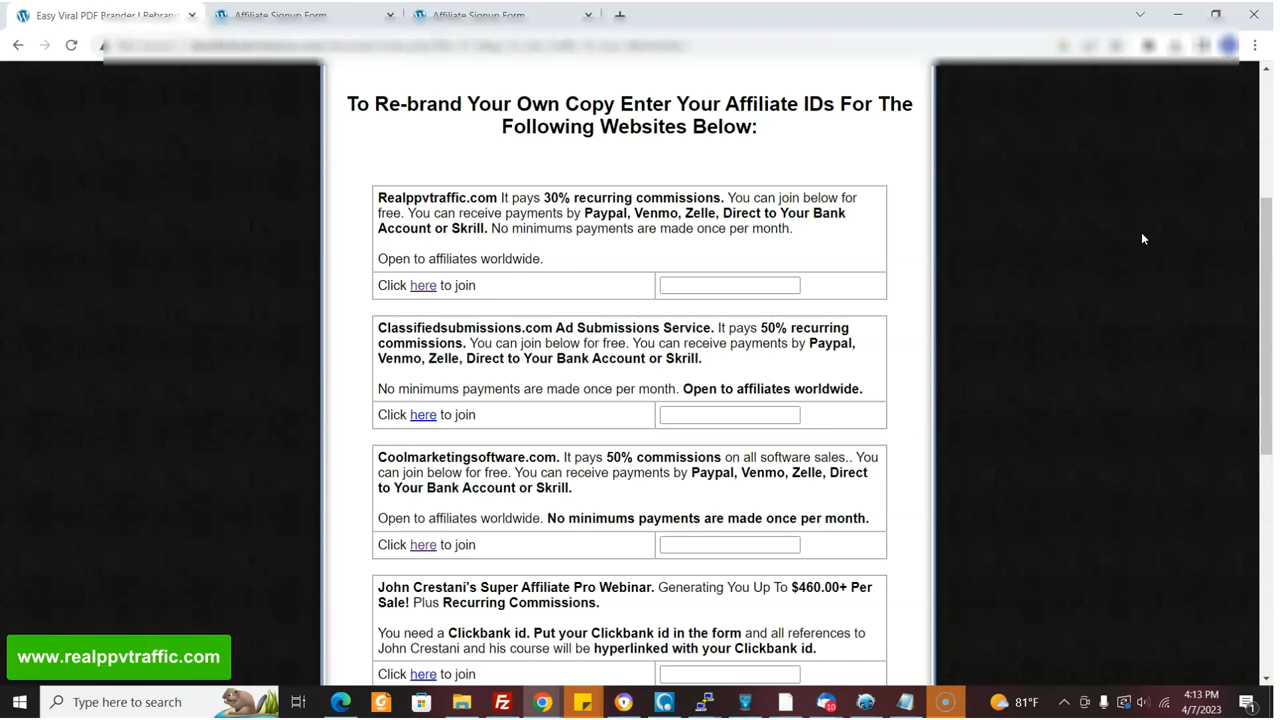 Easy Viral PDF Brander | Rebrand
Affiliate Signup Form
Affiliate Signup Form
To Re-brand Your Own Copy Enter Your Affiliate IDs For The
Following Websites Below:
Realppvtraffic.com It pays 30% recurring commissions. You can join below for
free. You can receive payments by Paypal, Venmo, Zelle, Direct to Your Bank
Account or Skrill. No minimums payments are made once per month.
Open to affiliates worldwide.
Click here to join
Classifiedsubmissions.com Ad Submissions Service. It pays 50% recurring
commissions. You can join below for free. You can receive payments by Paypal,
Venmo, Zelle, Direct to Your Bank Account or Skrill.
No minimums payments are made once per month. Open to affiliates worldwide.
Click here to join
Coolmarketingsoftware.com. It pays 50% commissions on all software sales.. You
can join below for free. You can receive payments by Paypal, Venmo, Zelle, Direct
to Your Bank Account or Skrill.
Open to affiliates worldwide. No minimums payments are made once per month.
Click here to join
John Crestani's Super Affiliate Pro Webinar. Generating You Up To $460.00+ Per
Sale! Plus Recurring Commissions.
You need a Clickbank id. Put your Clickbank id in the form and all references to
John Crestani and his course will be hyperlinked with your Clickbank id.
Click here to join
www.realppvtraffic.com
Type here to search
10
81°F
4:13 PM
4/7/2023
1